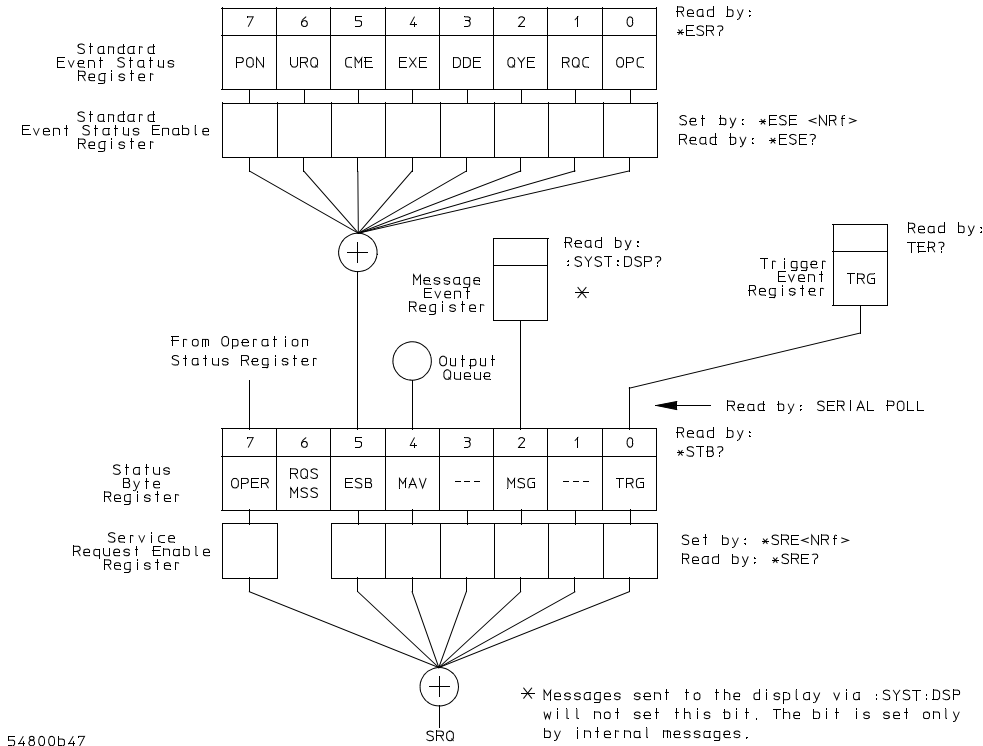 7 6 5 4 3 2 1 0
Read by:
*ESR?
Standard
Event Status
Register
PON URQ CME EXE DDE QYE RQC OPC
Standard
Event Status Enable
Register
Set by: *ESE <NRf>
Read by: *ESE?
+
Message
Event
Register
Read by:
:SYST:DSP?
*
Trigger
Event
Register
TRG
Read by:
TER?
From Operation
Status Register
Output
Queue
Read by: SERIAL POLL
7 6 5 4 3 2 1 0
Read by:
*STB?
Status
Byte
Register
OPER RQS MSS ESB MAV --- MSG --- TRG
Service
Request Enable
Register
Set by: *SRE<NRf>
Read by: *SRE?
+
SRQ
* Messages sent to the display via :SYST:DSP
will not set this bit. The bit is set only
by internal messages.
54800b47